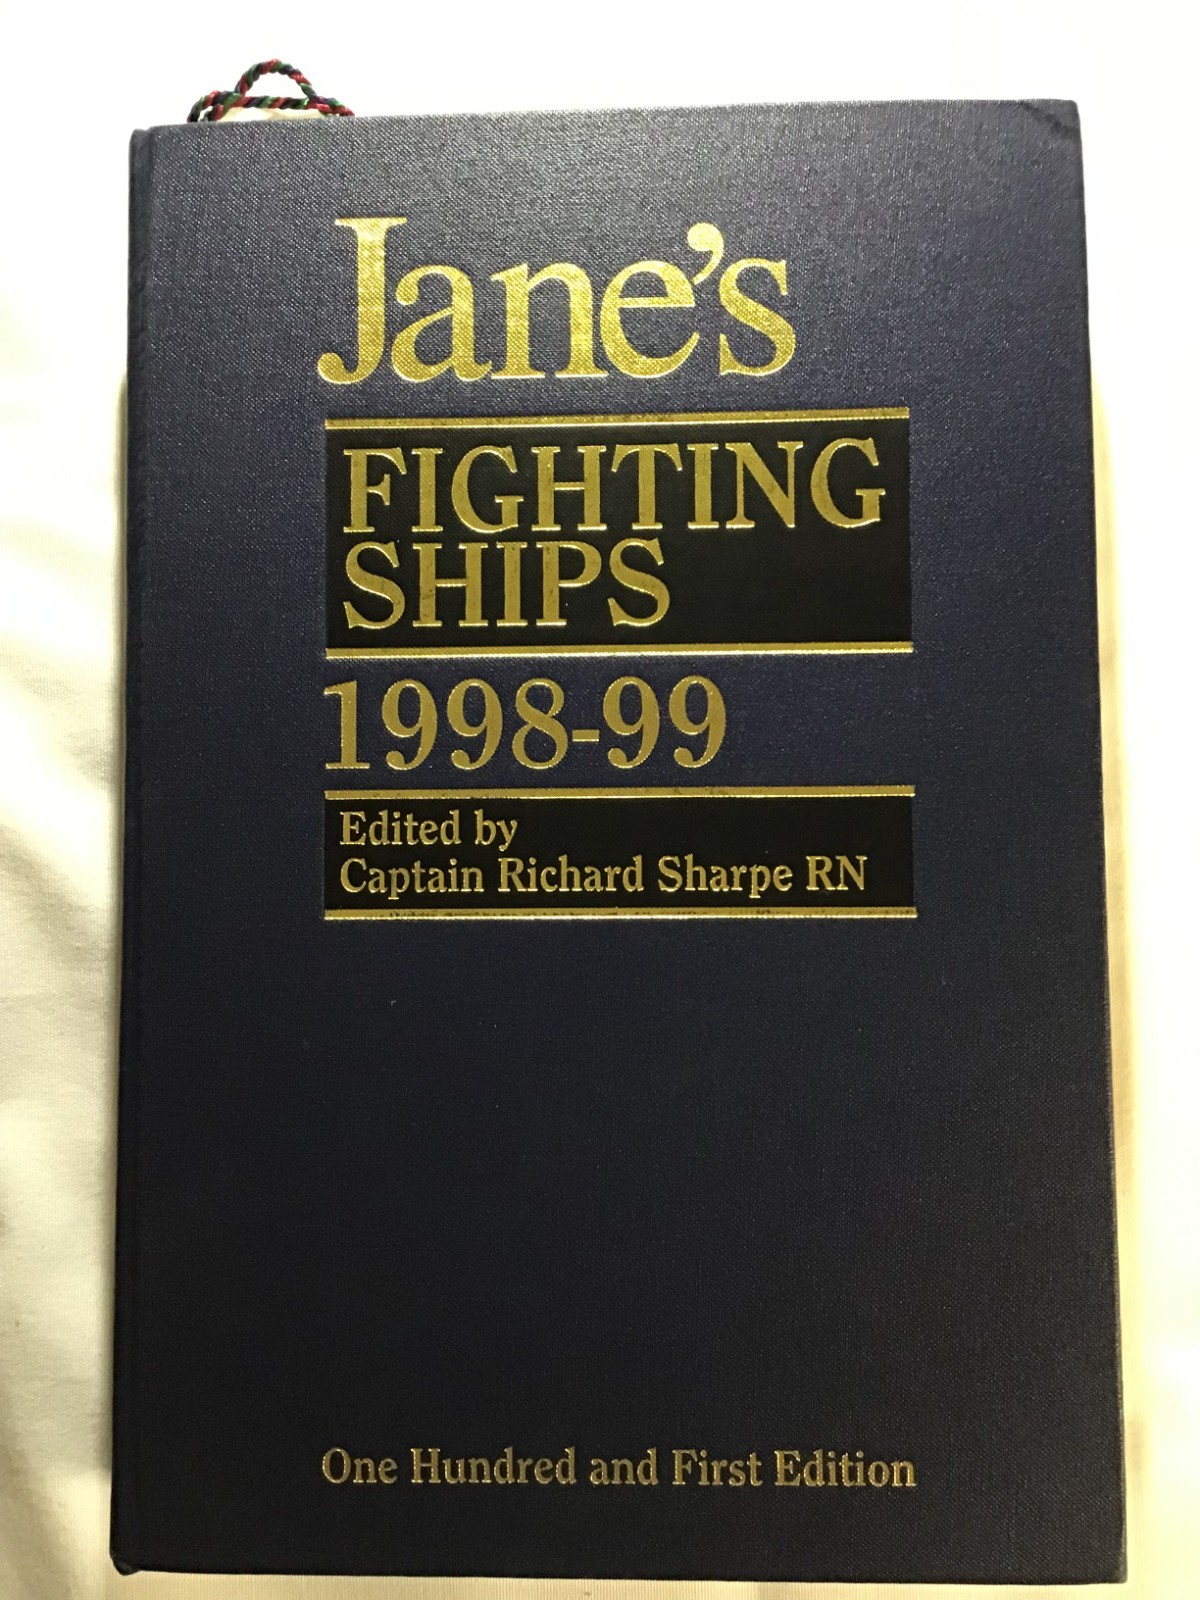 Jane's
FIGHTING
SHIPS
1998-99
Edited by
Captain Richard Sharpe RN
One Hundred and First Edition